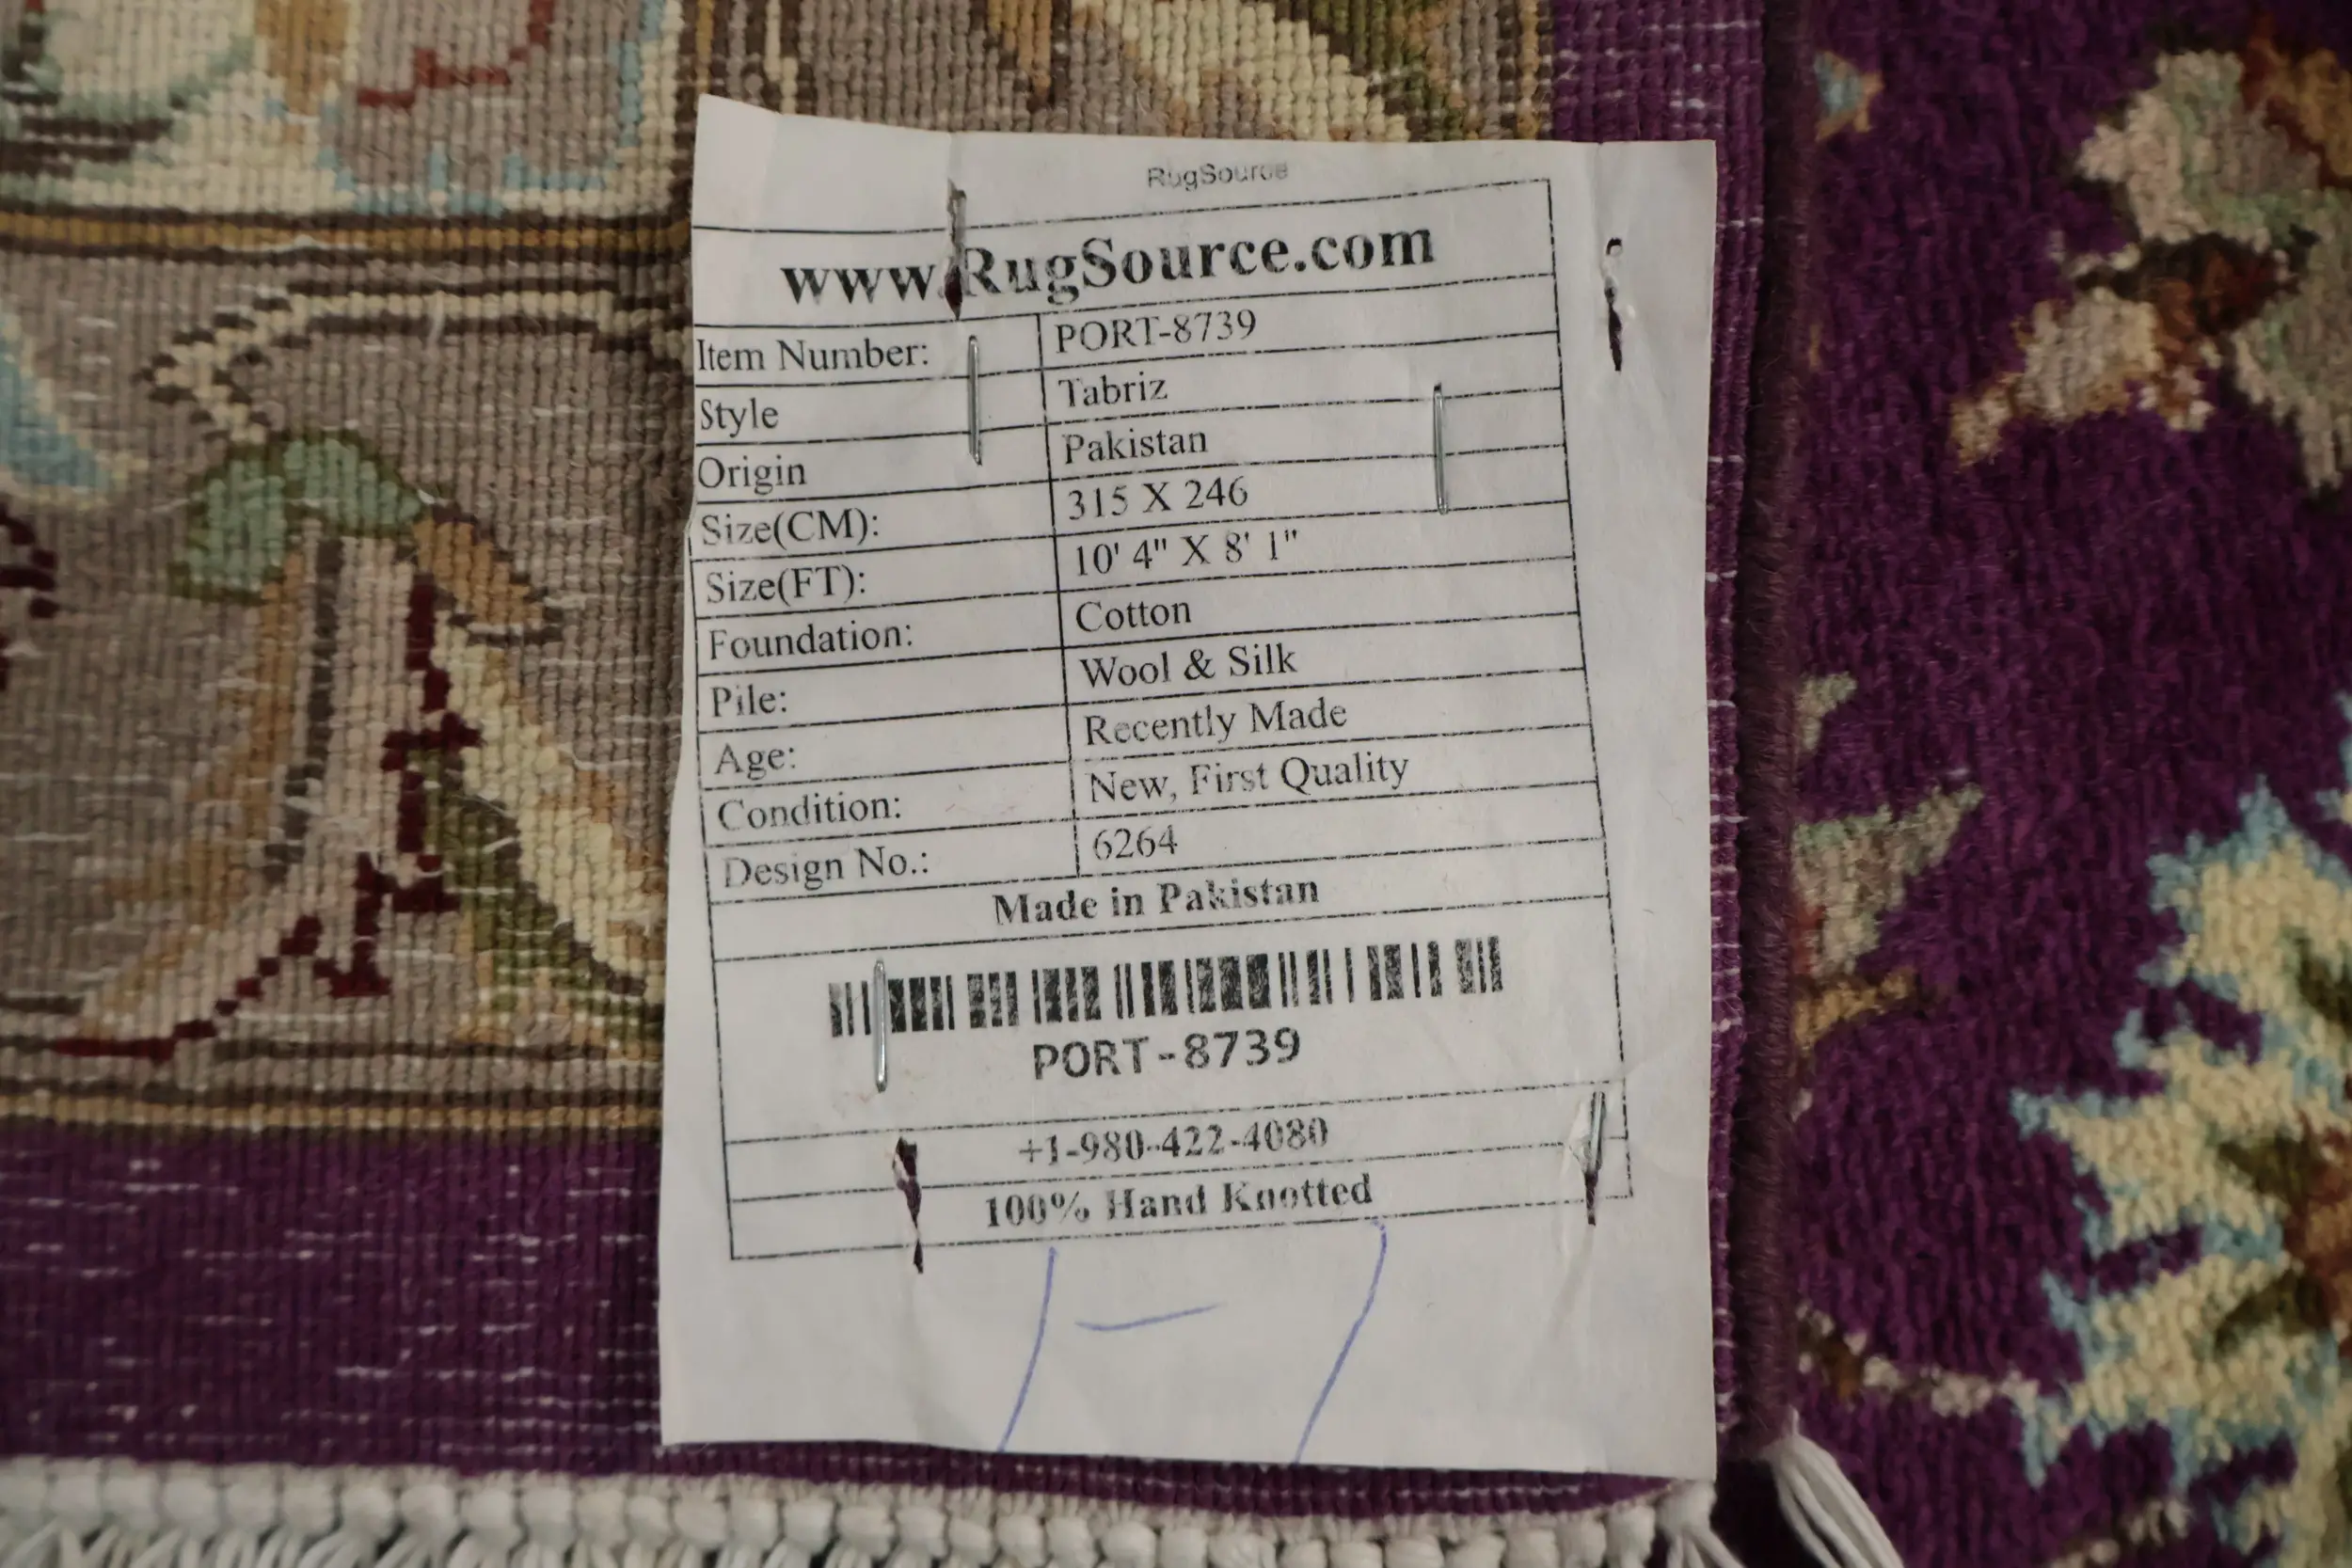 RugSource
www.RugSource.com
Item Number: PORT-8739
Style Tabriz
Origin Pakistan
Size(CM): 315 X 246
Size(FT): 10' 4" X 8' 1"
Foundation: Cotton
Pile: Wool & Silk
Age: Recently Made
Condition: New, First Quality
Design No.: 6264
Made in Pakistan
PORT-8739
+1-980-422-4080
100% Hand Knotted